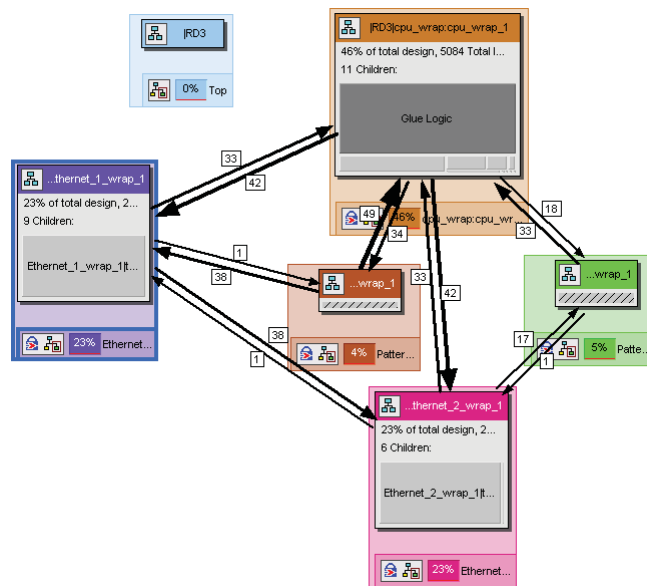 |RD3
0% Top
|RD3|cpu_wrap:cpu_wrap_1
46% of total design, 5084 Total l...
11 Children:
Glue Logic
46% cpu_wrap:cpu_wr...
...thernet_1_wrap_1
23% of total design, 2...
9 Children:
Ethernet_1_wrap_1|t...
23% Ethernet...
33
42
49
34
18
33
1
38
33
42
38
1
17
1
...wrap_1
4% Patter...
...wrap_1
5% Patte...
...thernet_2_wrap_1
23% of total design, 2...
6 Children:
Ethernet_2_wrap_1|t...
23% Ethernet...